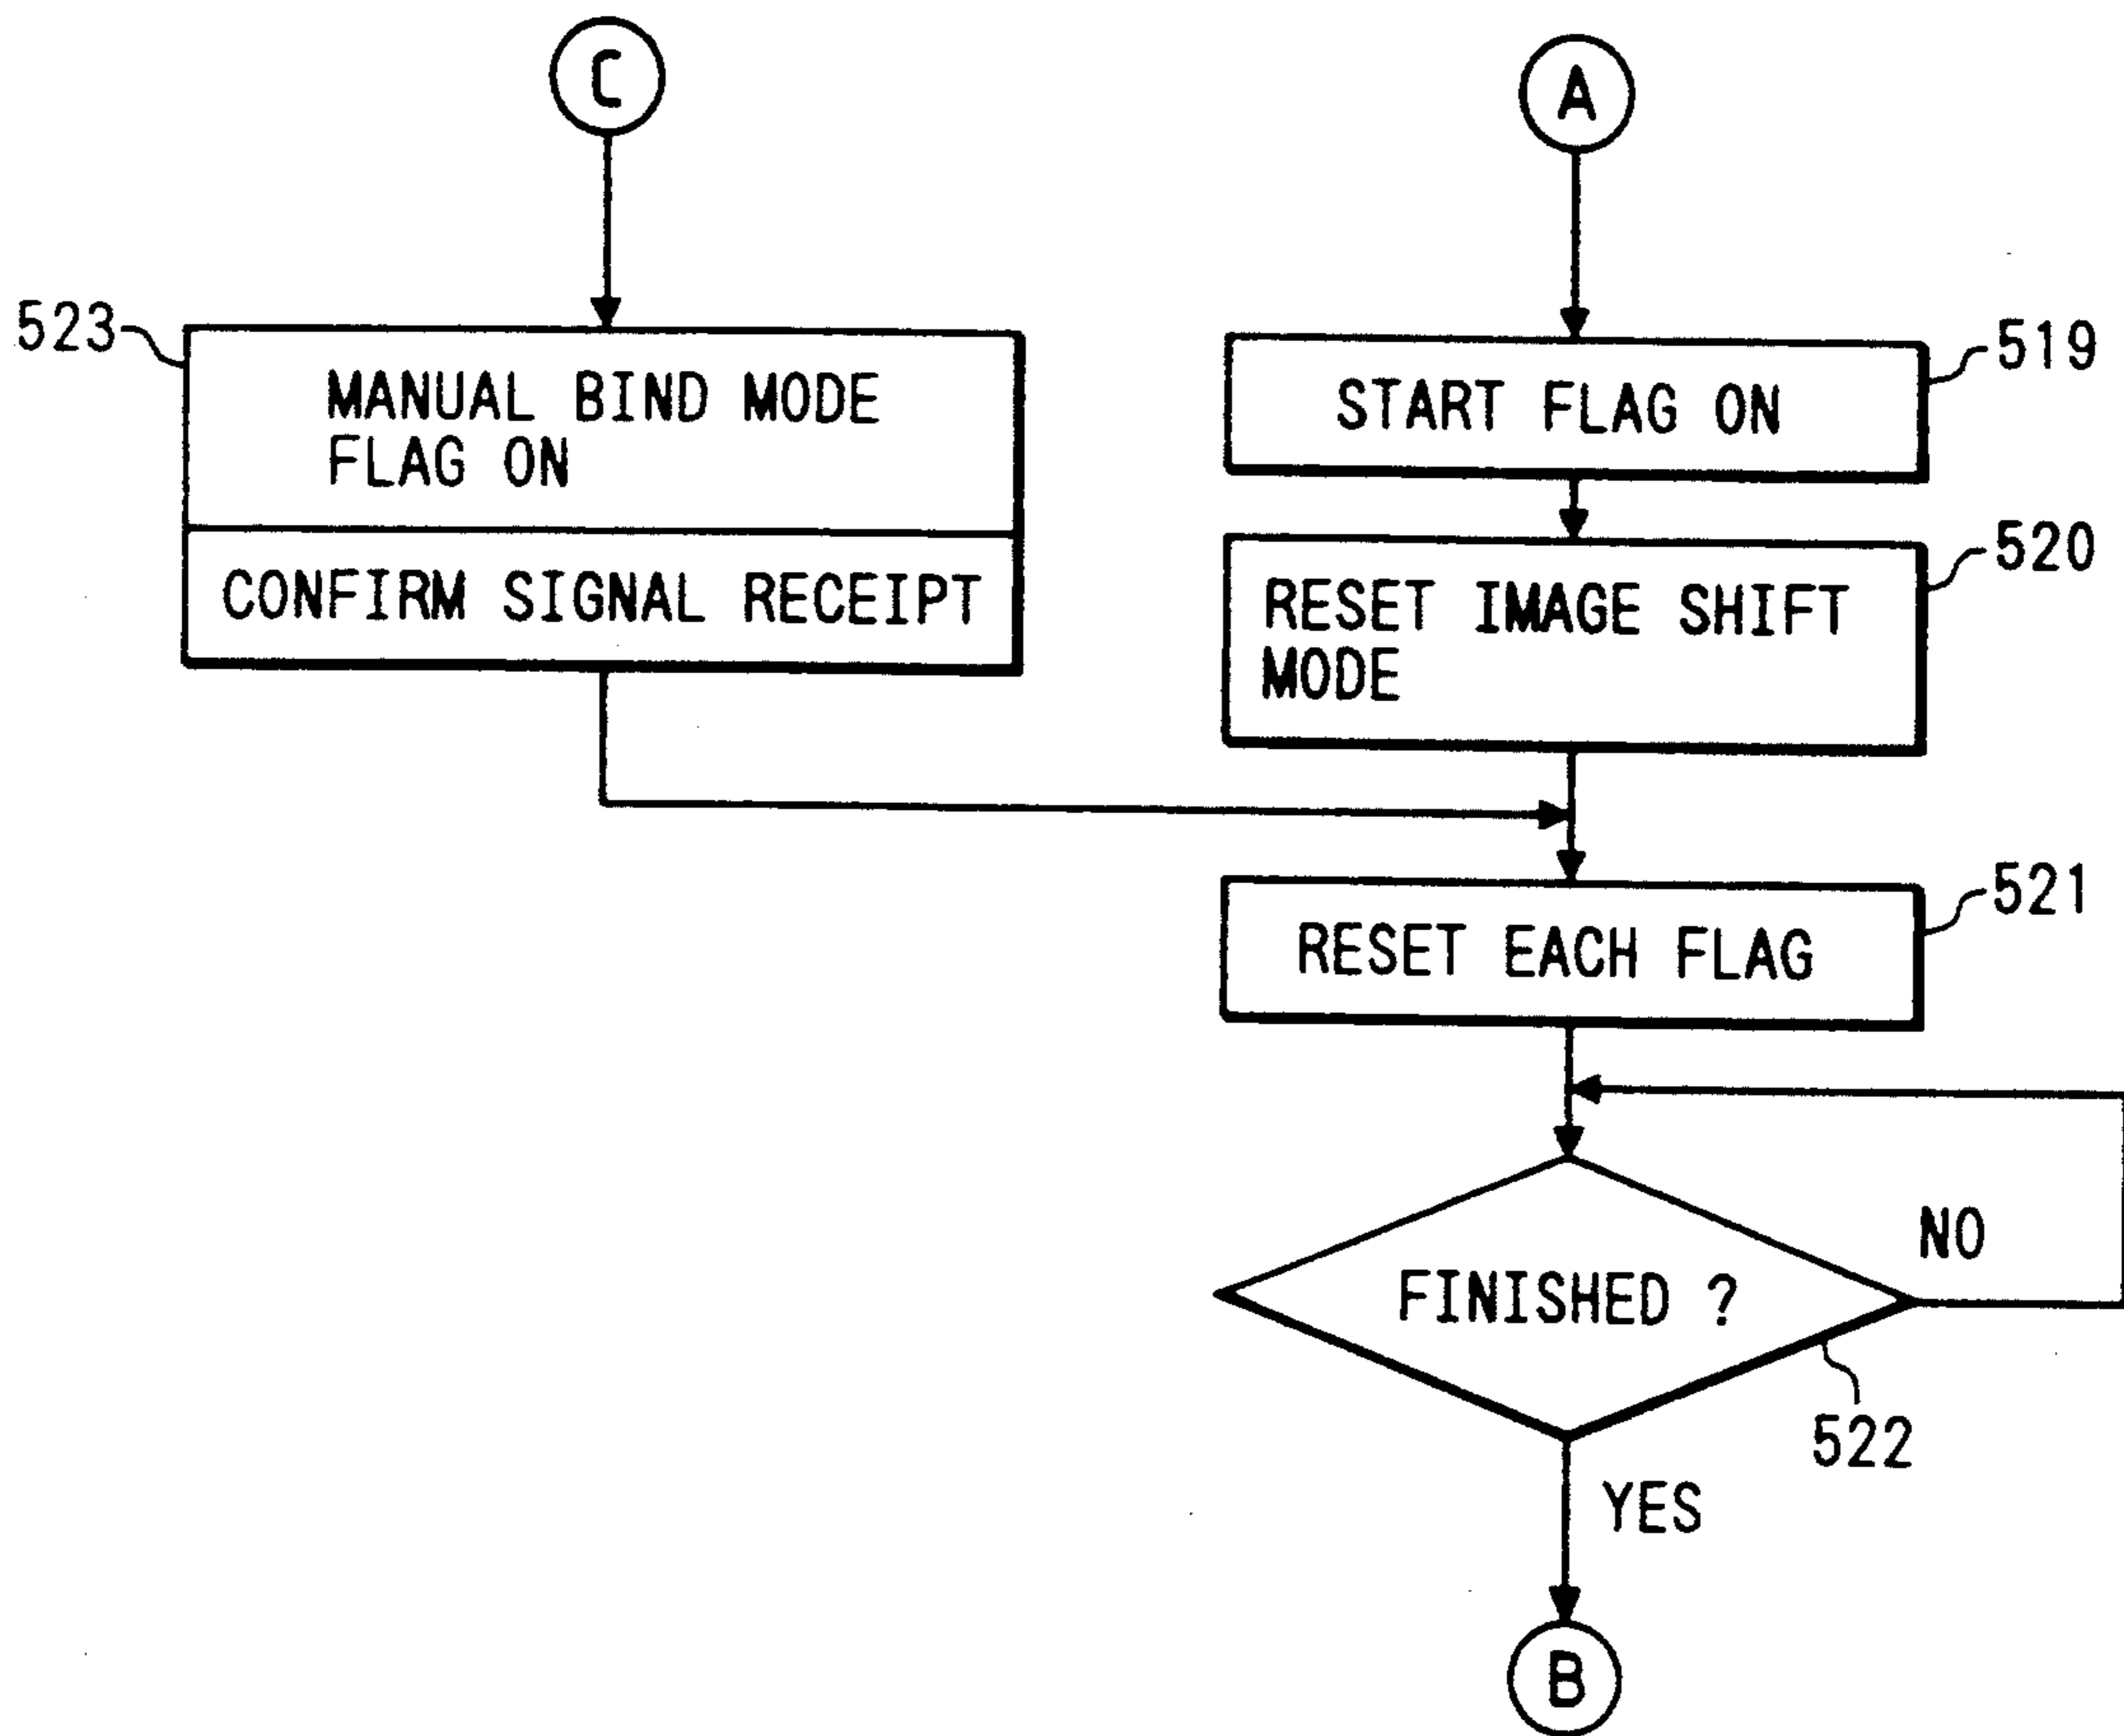 C
A
523
MANUAL BIND MODE
FLAG ON
CONFIRM SIGNAL RECEIPT
519
START FLAG ON
520
RESET IMAGE SHIFT
MODE
521
RESET EACH FLAG
NO
FINISHED ?
522
YES
B